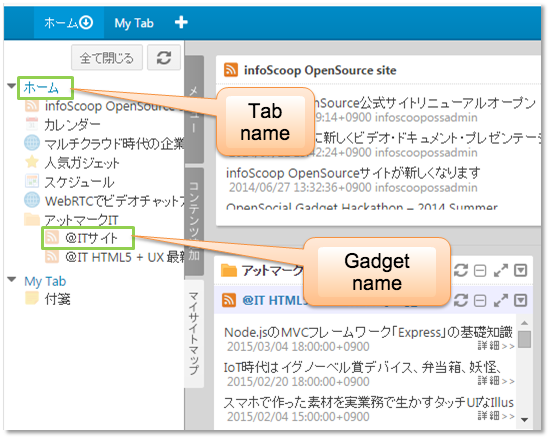 ホーム My Tab
全て閉じる
ホーム
infoScoop OpenSource
カレンダー
マルチクラウド時代の企業
人気ガジェット
スケジュール
WebRTCでビデオチャットア
アットマークIT
@ITサイト
@IT HTML5 + UX 最新
My Tab
付箋
メ
ュー
コンテンツ
加
マイサイトマップ
Tab
name
Gadget
name
infoScoop OpenSource site
Source公式サイトリニューアルオープン
9:14+0900 infoscoopossadmin
に新しくビデオ・ドキュメント・プレゼンテー
42:24+0900 infoscoopossadmin
infoScoop OpenSourceサイトが新しくなります
2014/06/27 13:32:36+0900 infoscoopossadmin
OpenSocial Gadget Hackathon – 2014 Summer
アットマーク
@IT HTML
Node.jsのMVCフレームワーク「Express」の基礎知識
2015/03/04 18:00:00+0900 詳細>>
IoT時代はイグノーベル賞デバイス、弁当箱、妖怪、
2015/02/20 18:00:00+0900 詳細>>
スマホで作った素材を実業務で生かすタッチUIなIllus
2015/02/04 15:00:00+0900 詳細>>